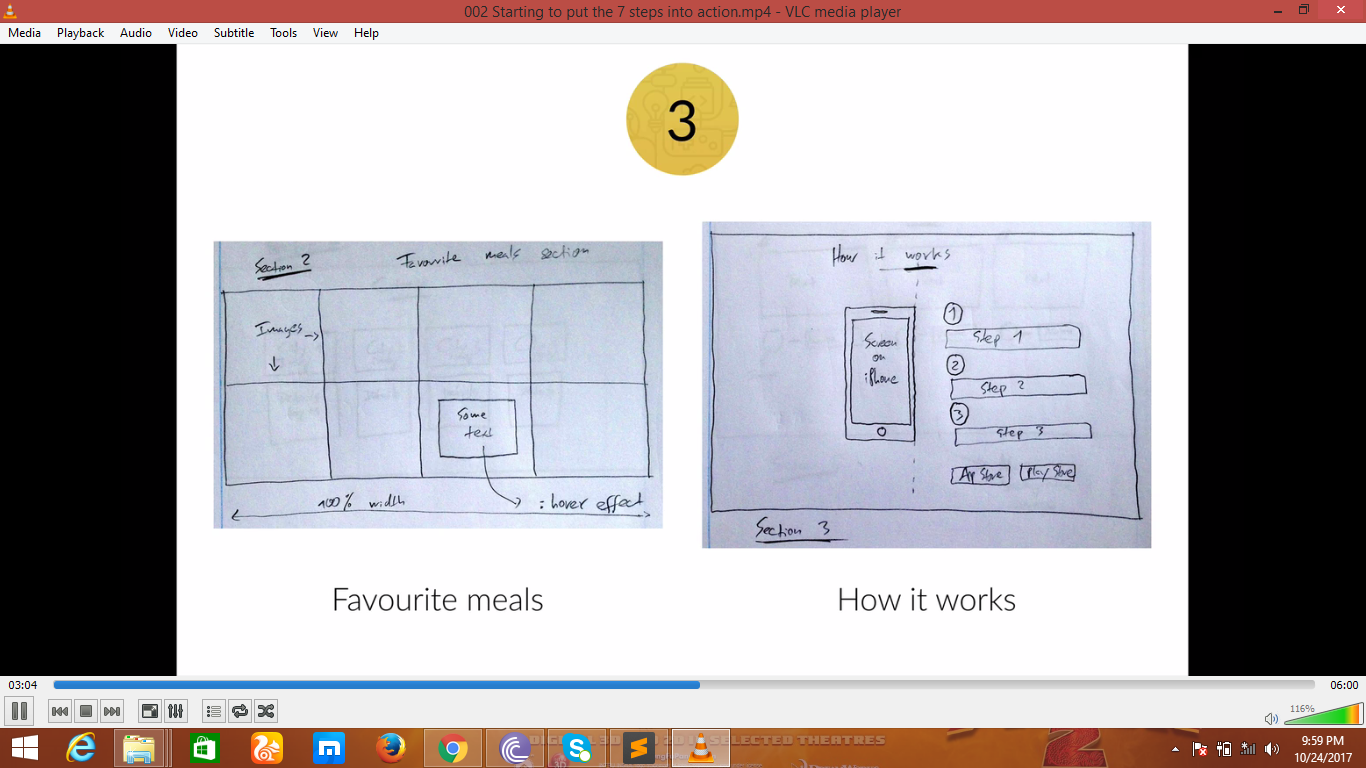 002 Starting to put the 7 steps into action.mp4 - VLC media player
Media Playback Audio Video Subtitle Tools View Help
3
Section 2 Favourite meals section
Images
Some
text
100% width
: hover effect
How it works
Screen
on
iPhone
1
Step 1
2
Step 2
3
Step 3
App Store Play Store
Section 3
Favourite meals
How it works
03:04 06:00
116%
SELECTED THEATRES
2
9:59 PM
10/24/2017